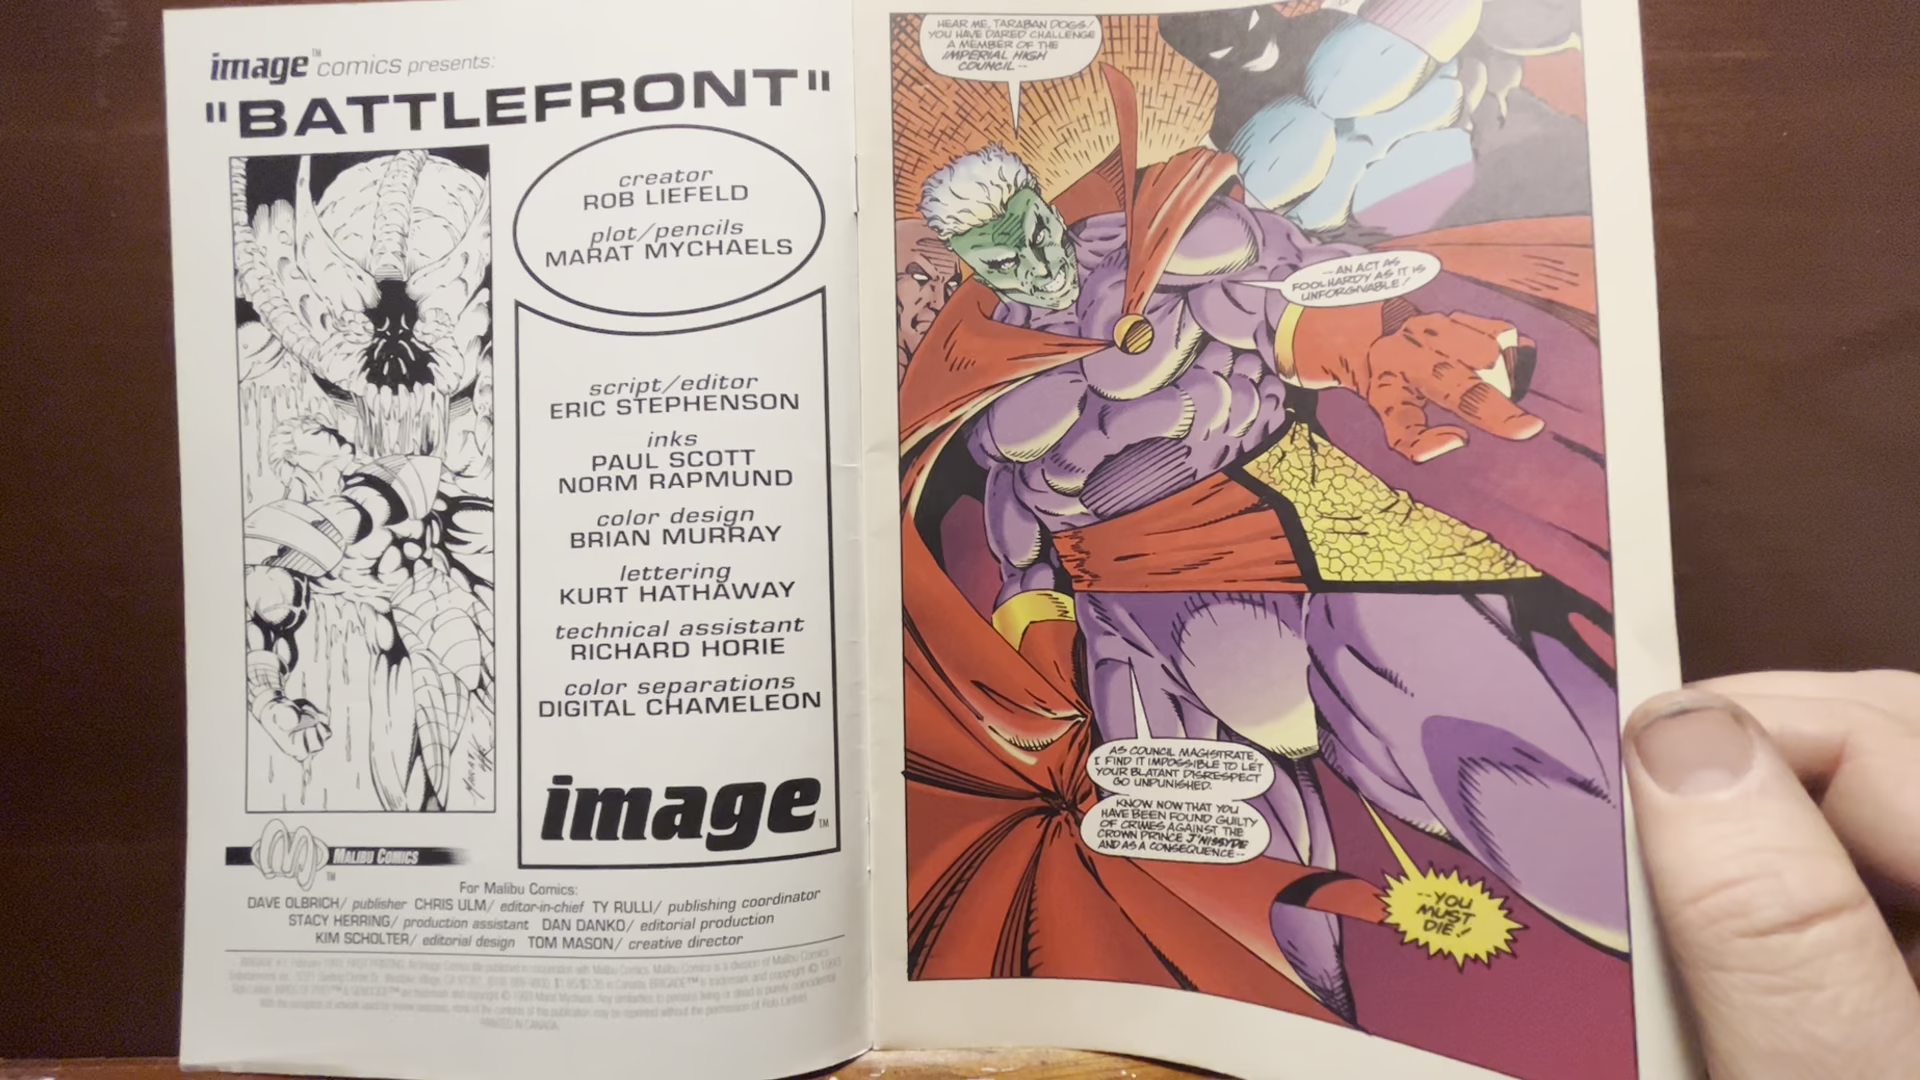 image™ comics presents:
"BATTLEFRONT"
creator
ROB LIEFELD
plot/pencils
MARAT MYCHAELS
script/editor
ERIC STEPHENSON
inks
PAUL SCOTT
NORM RAPMUND
color design
BRIAN MURRAY
lettering
KURT HATHAWAY
technical assistant
RICHARD HORIE
color separations
DIGITAL CHAMELEON
image™
MALIBU COMICS
TM
For Malibu Comics:
DAVE OLBRICH/ publisher CHRIS ULM/ editor-in-chief TY RULLI/ publishing coordinator
STACY HERRING/ production assistant DAN DANKO/ editorial production
KIM SCHOLTER/ editorial design TOM MASON/ creative director
PRINTED IN CANADA
HEAR ME, TARABAN DOGS!
YOU HAVE DARED CHALLENGE
A MEMBER OF THE
IMPERIAL HIGH
COUNCIL--
--AN ACT AS
FOOLHARDY AS IT IS
UNFORGIVABLE!
AS COUNCIL MAGISTRATE,
I FIND IT IMPOSSIBLE TO LET
YOUR BLATANT DISRESPECT
GO UNPUNISHED.
KNOW NOW THAT YOU
HAVE BEEN FOUND GUILTY
OF CRIMES AGAINST THE
CROWN PRINCE J'NISSYDE
AND AS A CONSEQUENCE--
--YOU
MUST
DIE!